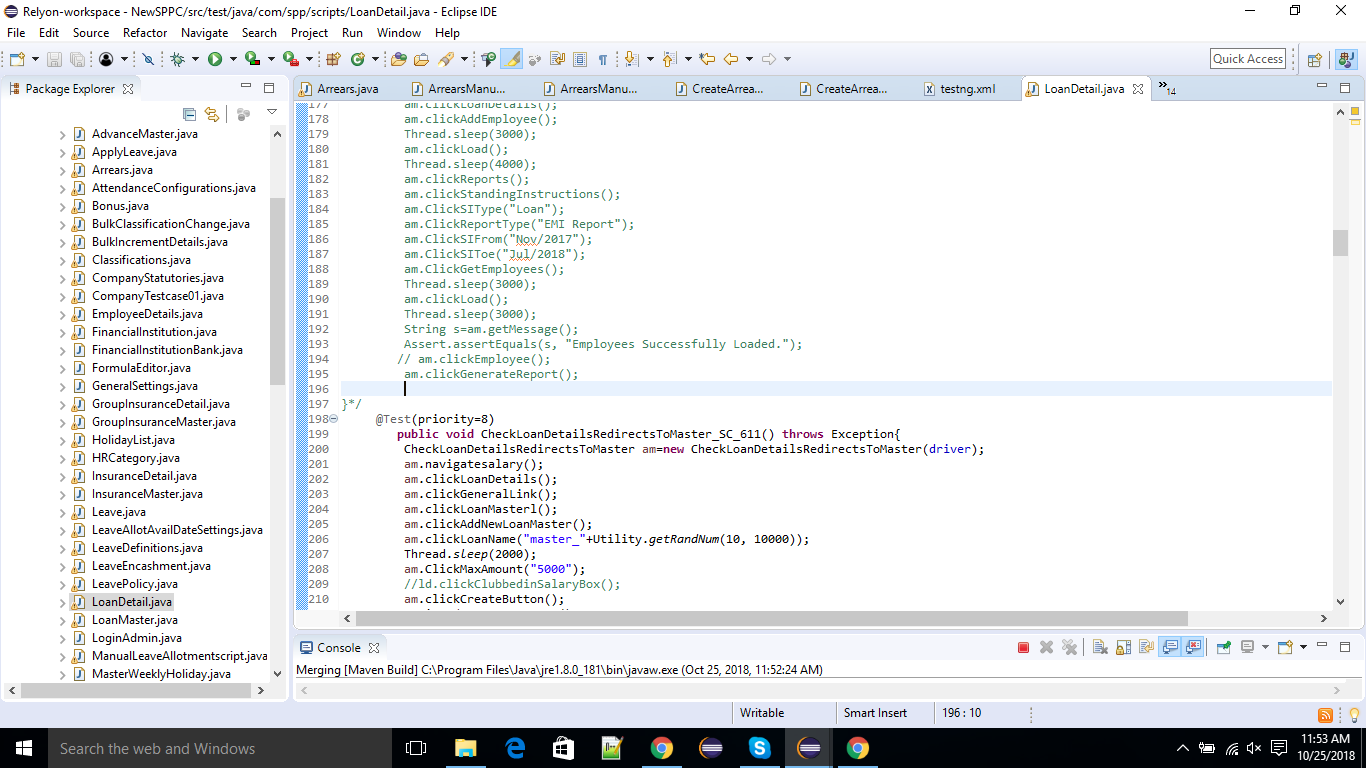 Relyon-workspace - NewSPPC/src/test/java/com/spp/scripts/LoanDetail.java - Eclipse IDE
File Edit Source Refactor Navigate Search Project Run Window Help
Quick Access
Package Explorer
Arrears.java ArrearsManu... ArrearsManu... CreateArrea... CreateArrea... testng.xml LoanDetail.java 14
AdvanceMaster.java
ApplyLeave.java
Arrears.java
AttendanceConfigurations.java
Bonus.java
BulkClassificationChange.java
BulkIncrementDetails.java
Classifications.java
CompanyStatutories.java
CompanyTestcase01.java
EmployeeDetails.java
FinancialInstitution.java
FinancialInstitutionBank.java
FormulaEditor.java
GeneralSettings.java
GroupInsuranceDetail.java
GroupInsuranceMaster.java
HolidayList.java
HRCategory.java
InsuranceDetail.java
InsuranceMaster.java
Leave.java
LeaveAllotAvailDateSettings.java
LeaveDefinitions.java
LeaveEncashment.java
LeavePolicy.java
LoanDetail.java
LoanMaster.java
LoginAdmin.java
ManualLeaveAllotmentscript.java
MasterWeeklyHoliday.java
177 am.clickLoanDetails();
178 am.clickAddEmployee();
179 Thread.sleep(3000);
180 am.clickLoad();
181 Thread.sleep(4000);
182 am.clickReports();
183 am.clickStandingInstructions();
184 am.ClickSIType("Loan");
185 am.ClickReportType("EMI Report");
186 am.ClickSIFrom("Nov/2017");
187 am.ClickSIToe("Jul/2018");
188 am.ClickGetEmployees();
189 Thread.sleep(3000);
190 am.clickLoad();
191 Thread.sleep(3000);
192 String s=am.getMessage();
193 Assert.assertEquals(s, "Employees Successfully Loaded.");
194 // am.clickEmployee();
195 am.clickGenerateReport();
196
197 }*/
198 @Test(priority=8)
199 public void CheckLoanDetailsRedirectsToMaster_SC_611() throws Exception{
200 CheckLoanDetailsRedirectsToMaster am=new CheckLoanDetailsRedirectsToMaster(driver);
201 am.navigatesalary();
202 am.clickLoanDetails();
203 am.clickGeneralLink();
204 am.clickLoanMasterl();
205 am.clickAddNewLoanMaster();
206 am.clickLoanName("master_"+Utility.getRandNum(10, 10000));
207 Thread.sleep(2000);
208 am.ClickMaxAmount("5000");
209 //ld.clickClubbedinSalaryBox();
210 am.clickCreateButton();
Console
Merging [Maven Build] C:\Program Files\Java\jre1.8.0_181\bin\javaw.exe (Oct 25, 2018, 11:52:24 AM)
Writable Smart Insert 196 : 10
Search the web and Windows
11:53 AM
10/25/2018